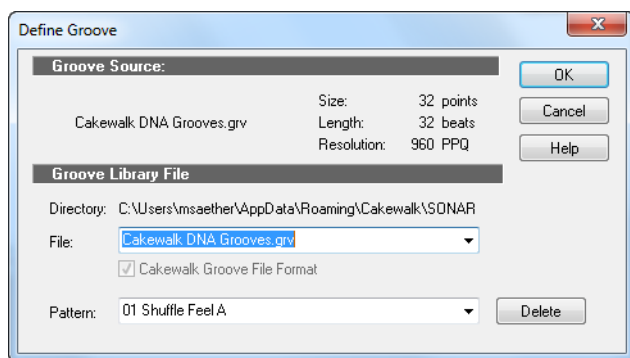 Define Groove
Groove Source:
OK
Cakewalk DNA Grooves.grv
Size: 32 points
Length: 32 beats
Resolution: 960 PPQ
Cancel
Help
Groove Library File
Directory: C:\Users\msaether\AppData\Roaming\Cakewalk\SONAR
File: Cakewalk DNA Grooves.grv
Cakewalk Groove File Format
Pattern: 01 Shuffle Feel A
Delete